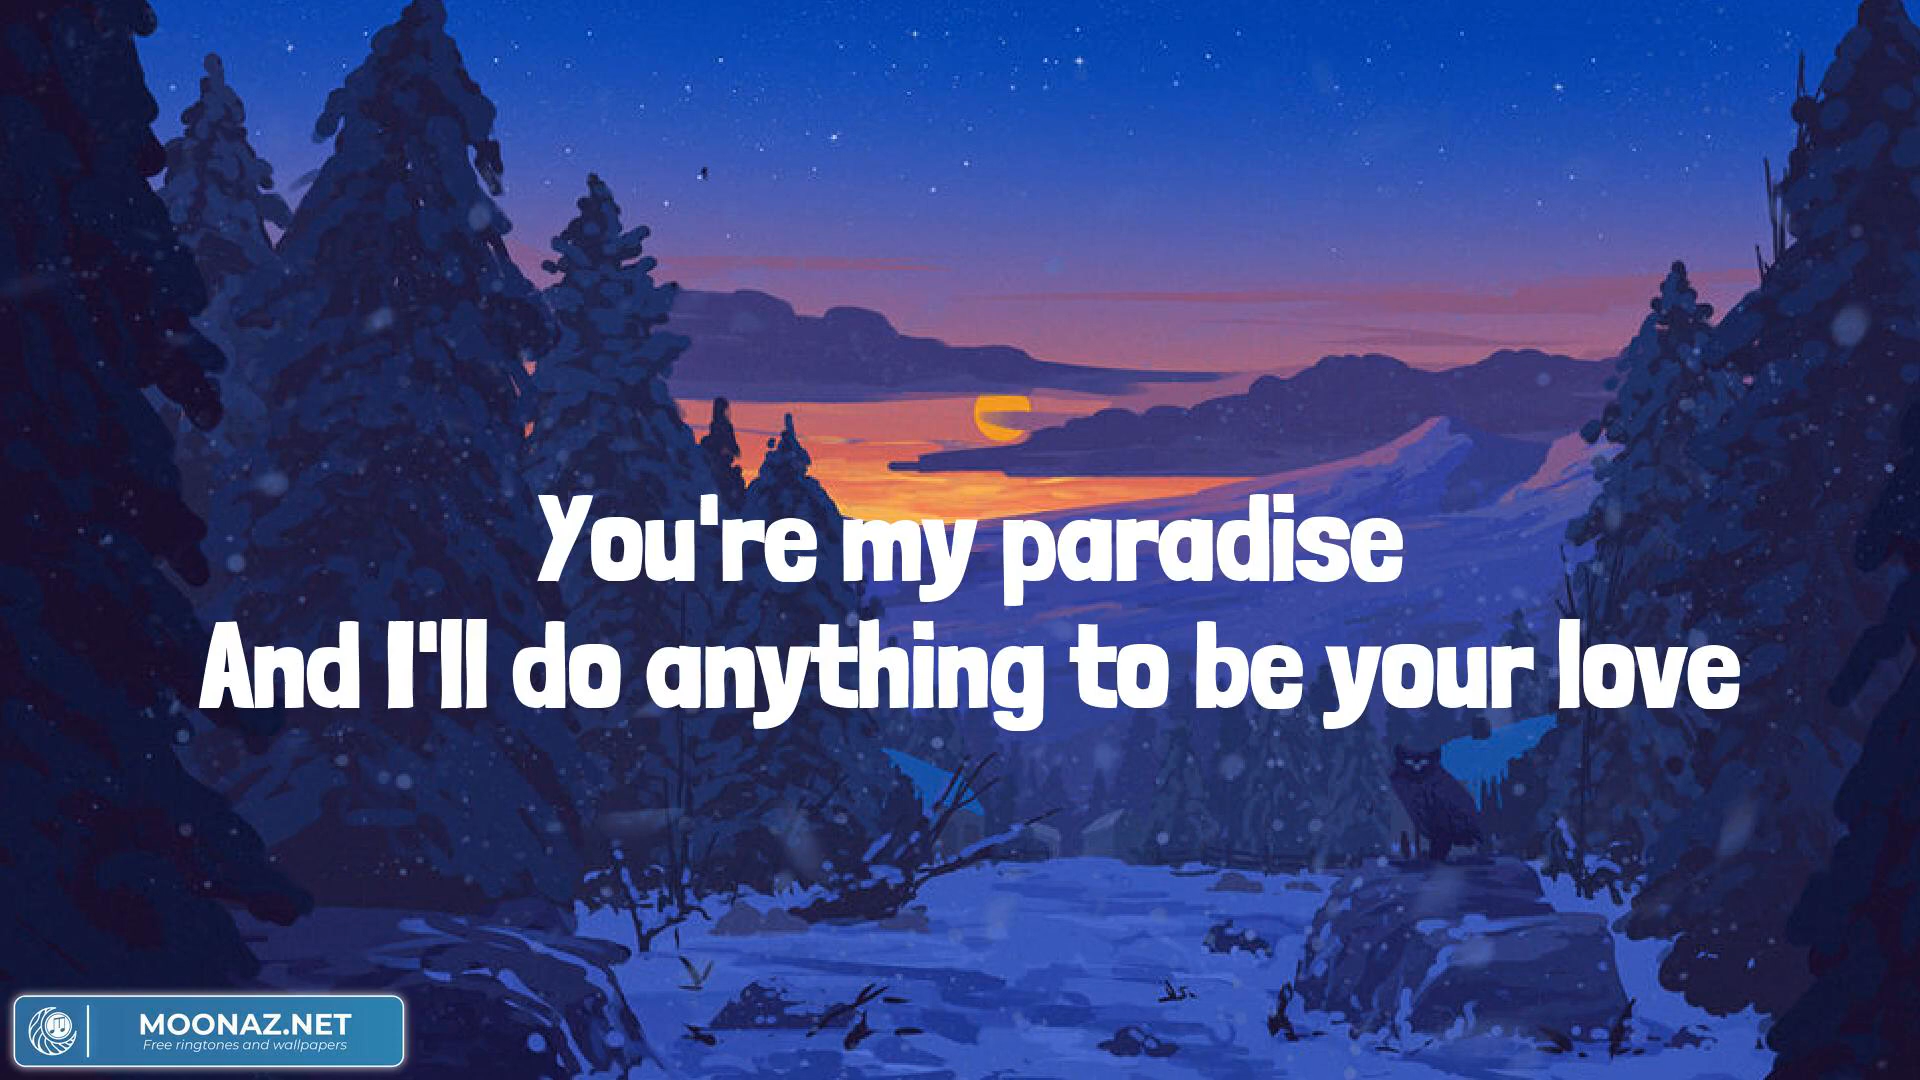 You're my paradise
And I'll do anything to be your love
MOONAZ.NET
Free ringtones and wallpapers